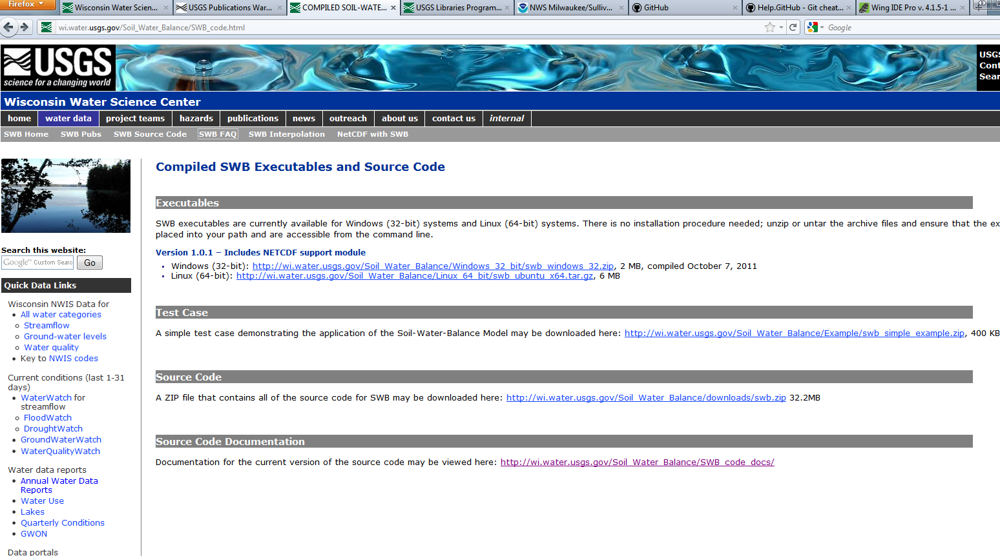 Firefox
Wisconsin Water Scien...
USGS Publications War...
COMPILED SOIL-WATE...
USGS Libraries Program...
NWS Milwaukee/Sulliv...
GitHub
Help.GitHub - Git cheat...
Wing IDE Pro v. 4.1.5-1 ...
wi.water.usgs.gov/Soil_Water_Balance/SWB_code.html
Google
USGS
science for a changing world
USGS
Cont
Sear
Wisconsin Water Science Center
home water data project teams hazards publications news outreach about us contact us internal
SWB Home SWB Pubs SWB Source Code SWB FAQ SWB Interpolation NetCDF with SWB
Compiled SWB Executables and Source Code
Executables
SWB executables are currently available for Windows (32-bit) systems and Linux (64-bit) systems. There is no installation procedure needed; unzip or untar the archive files and ensure that the ex
placed into your path and are accessible from the command line.
Version 1.0.1 – Includes NETCDF support module
Windows (32-bit): http://wi.water.usgs.gov/Soil_Water_Balance/Windows_32_bit/swb_windows_32.zip, 2 MB, compiled October 7, 2011
Linux (64-bit): http://wi.water.usgs.gov/Soil_Water_Balance/Linux_64_bit/swb_ubuntu_x64.tar.gz, 6 MB
Test Case
A simple test case demonstrating the application of the Soil-Water-Balance Model may be downloaded here: http://wi.water.usgs.gov/Soil_Water_Balance/Example/swb_simple_example.zip, 400 KB
Source Code
A ZIP file that contains all of the source code for SWB may be downloaded here: http://wi.water.usgs.gov/Soil_Water_Balance/downloads/swb.zip 32.2MB
Source Code Documentation
Documentation for the current version of the source code may be viewed here: http://wi.water.usgs.gov/Soil_Water_Balance/SWB_code_docs/
Search this website:
Google™ Custom Searc
Go
Quick Data Links
Wisconsin NWIS Data for
All water categories
Streamflow
Ground-water levels
Water quality
Key to NWIS codes
Current conditions (last 1-31
days)
WaterWatch for
streamflow
FloodWatch
DroughtWatch
GroundWaterWatch
WaterQualityWatch
Water data reports
Annual Water Data
Reports
Water Use
Lakes
Quarterly Conditions
GWON
Data portals